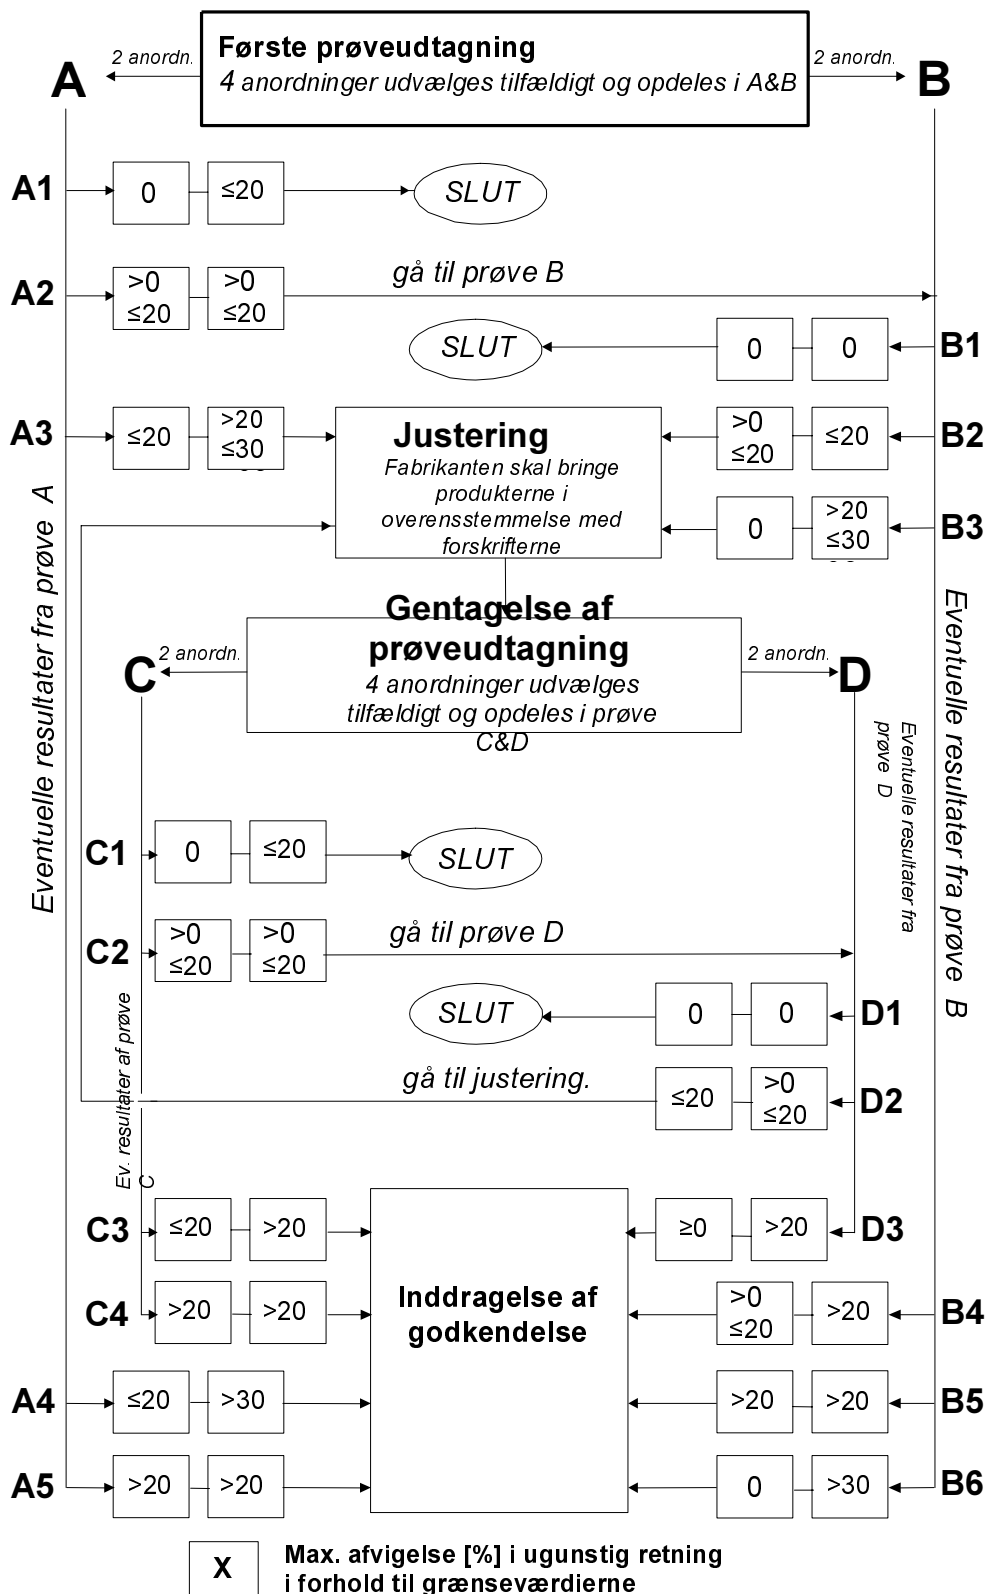 Første prøveudtagning
4 anordninger udvælges tilfældigt og opdeles i A&B
A
2 anordn.
2 anordn.
B
A1
0
≤20
SLUT
A2
>0
≤20
>0
≤20
gå til prøve B
SLUT
0
0
B1
A3
≤20
>20
≤30
Justering
Fabrikanten skal bringe
produkterne i
overensstemmelse med
forskrifterne
>0
≤20
≤20
B2
0
>20
≤30
B3
Eventuelle resultater fra prøve A
Eventuelle resultater fra prøve B
Gentagelse af
prøveudtagning
4 anordninger udvælges
tilfældigt og opdeles i prøve
C&D
C
2 anordn.
2 anordn.
D
Eventuelle resultater fra
prøve D
C1
0
≤20
SLUT
C2
>0
≤20
>0
≤20
gå til prøve D
SLUT
0
0
D1
gå til justering.
≤20
>0
≤20
D2
Ev. resultater af prøve
C
C3
≤20
>20
Inddragelse af
godkendelse
≥0
>20
D3
C4
>20
>20
>0
≤20
>20
B4
A4
≤20
>30
>20
>20
B5
A5
>20
>20
0
>30
B6
X
Max. afvigelse [%] i ugunstig retning
i forhold til grænseværdierne